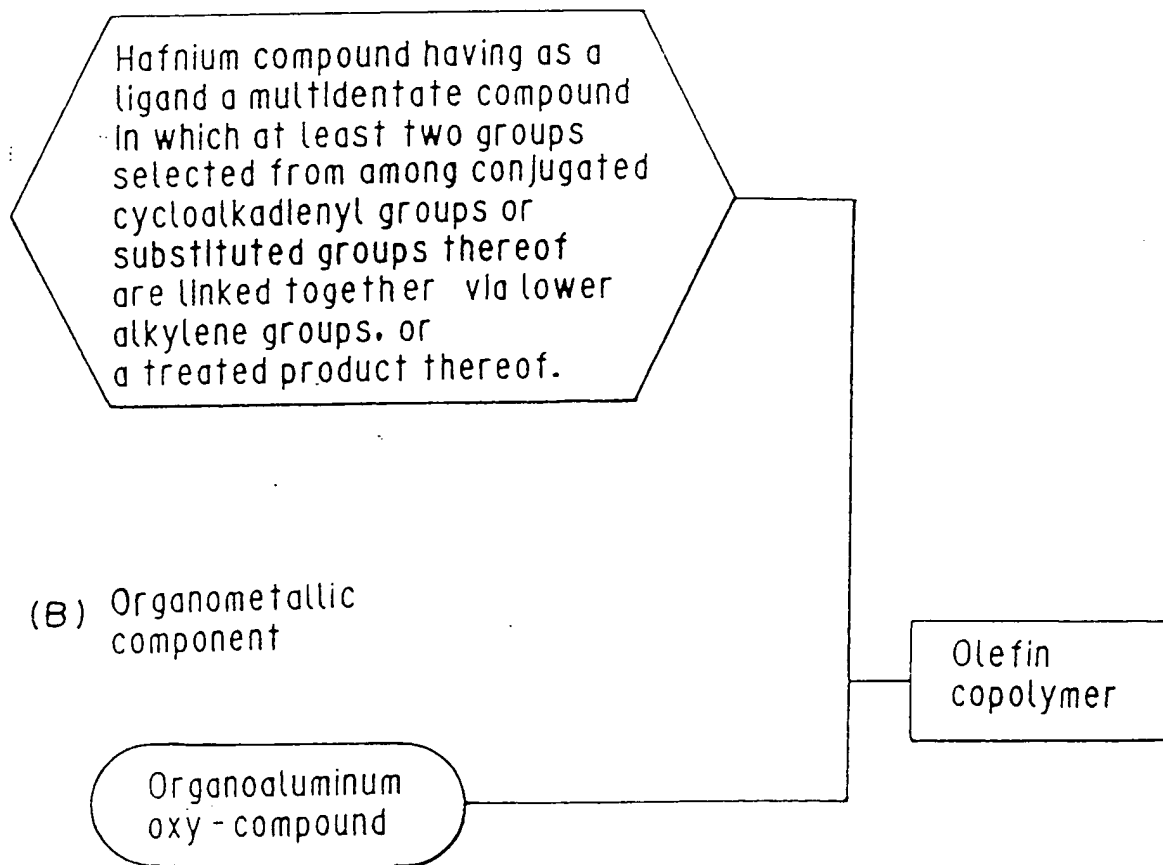 Hafnium compound having as a
ligand a multidentate compound
in which at least two groups
selected from among conjugated
cycloalkadienyl groups or
substituted groups thereof
are linked together via lower
alkylene groups, or
a treated product thereof.
(B) Organometallic
component
Olefin
copolymer
Organoaluminum
oxy-compound